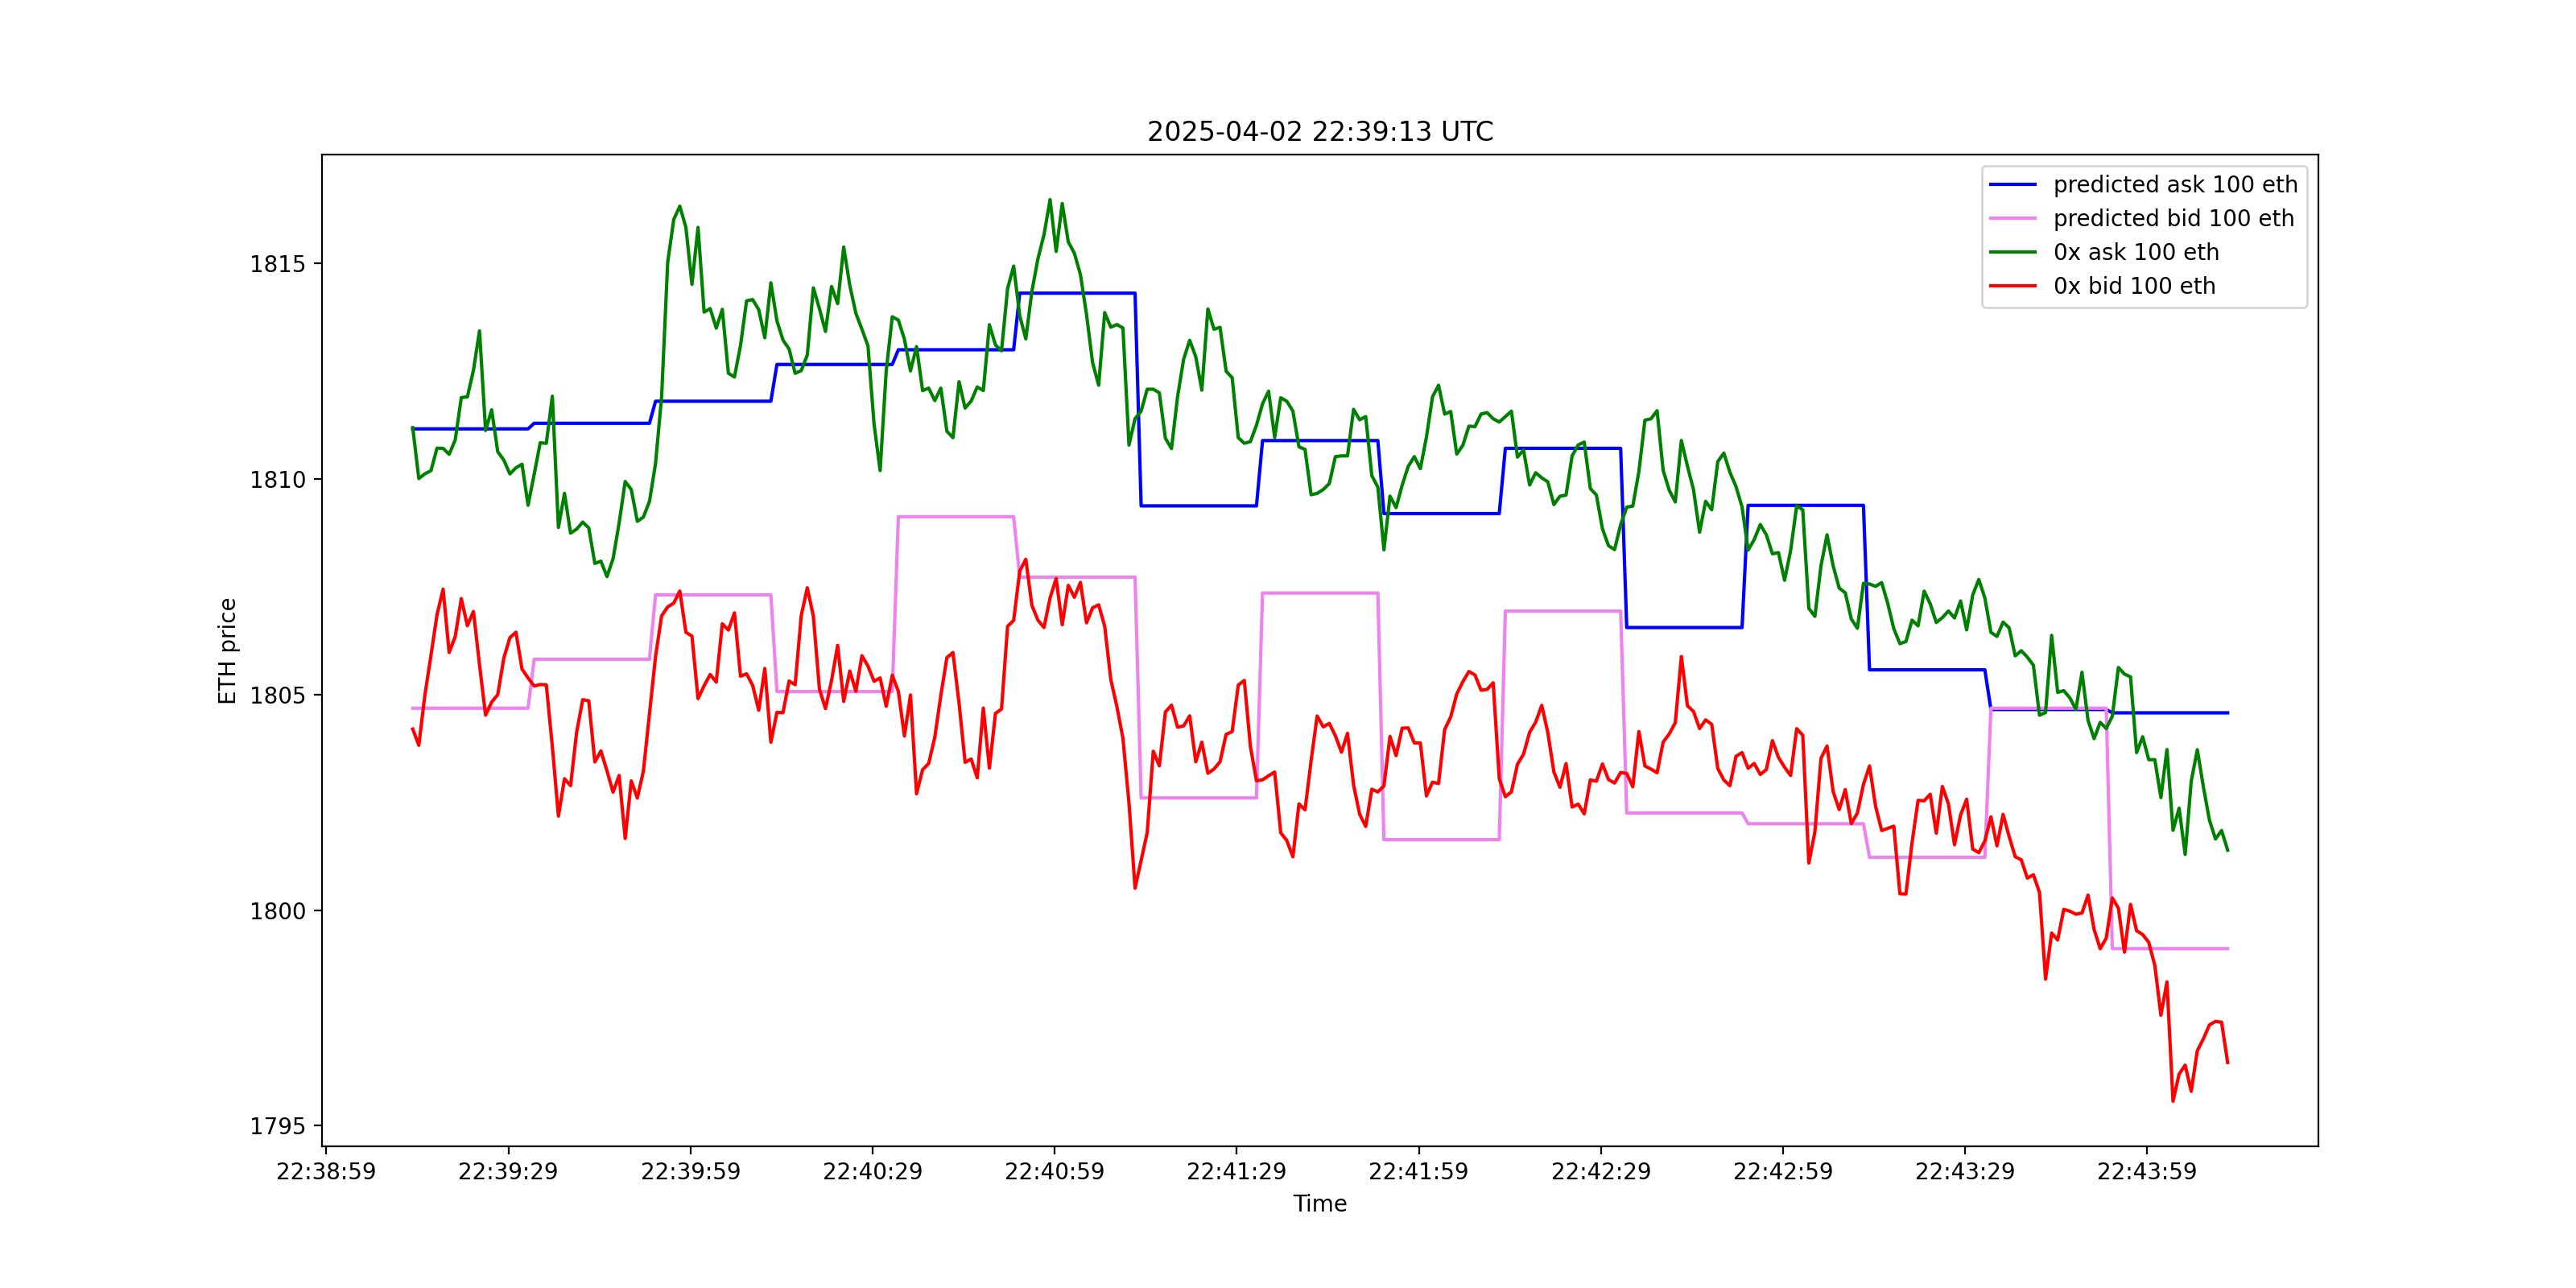 2025-04-02 22:39:13 UTC
predicted ask 100 eth
predicted bid 100 eth
0x ask 100 eth
0x bid 100 eth
ETH price
1815
1810
1805
1800
1795
22:38:59 22:39:29 22:39:59 22:40:29 22:40:59 22:41:29 22:41:59 22:42:29 22:42:59 22:43:29 22:43:59
Time